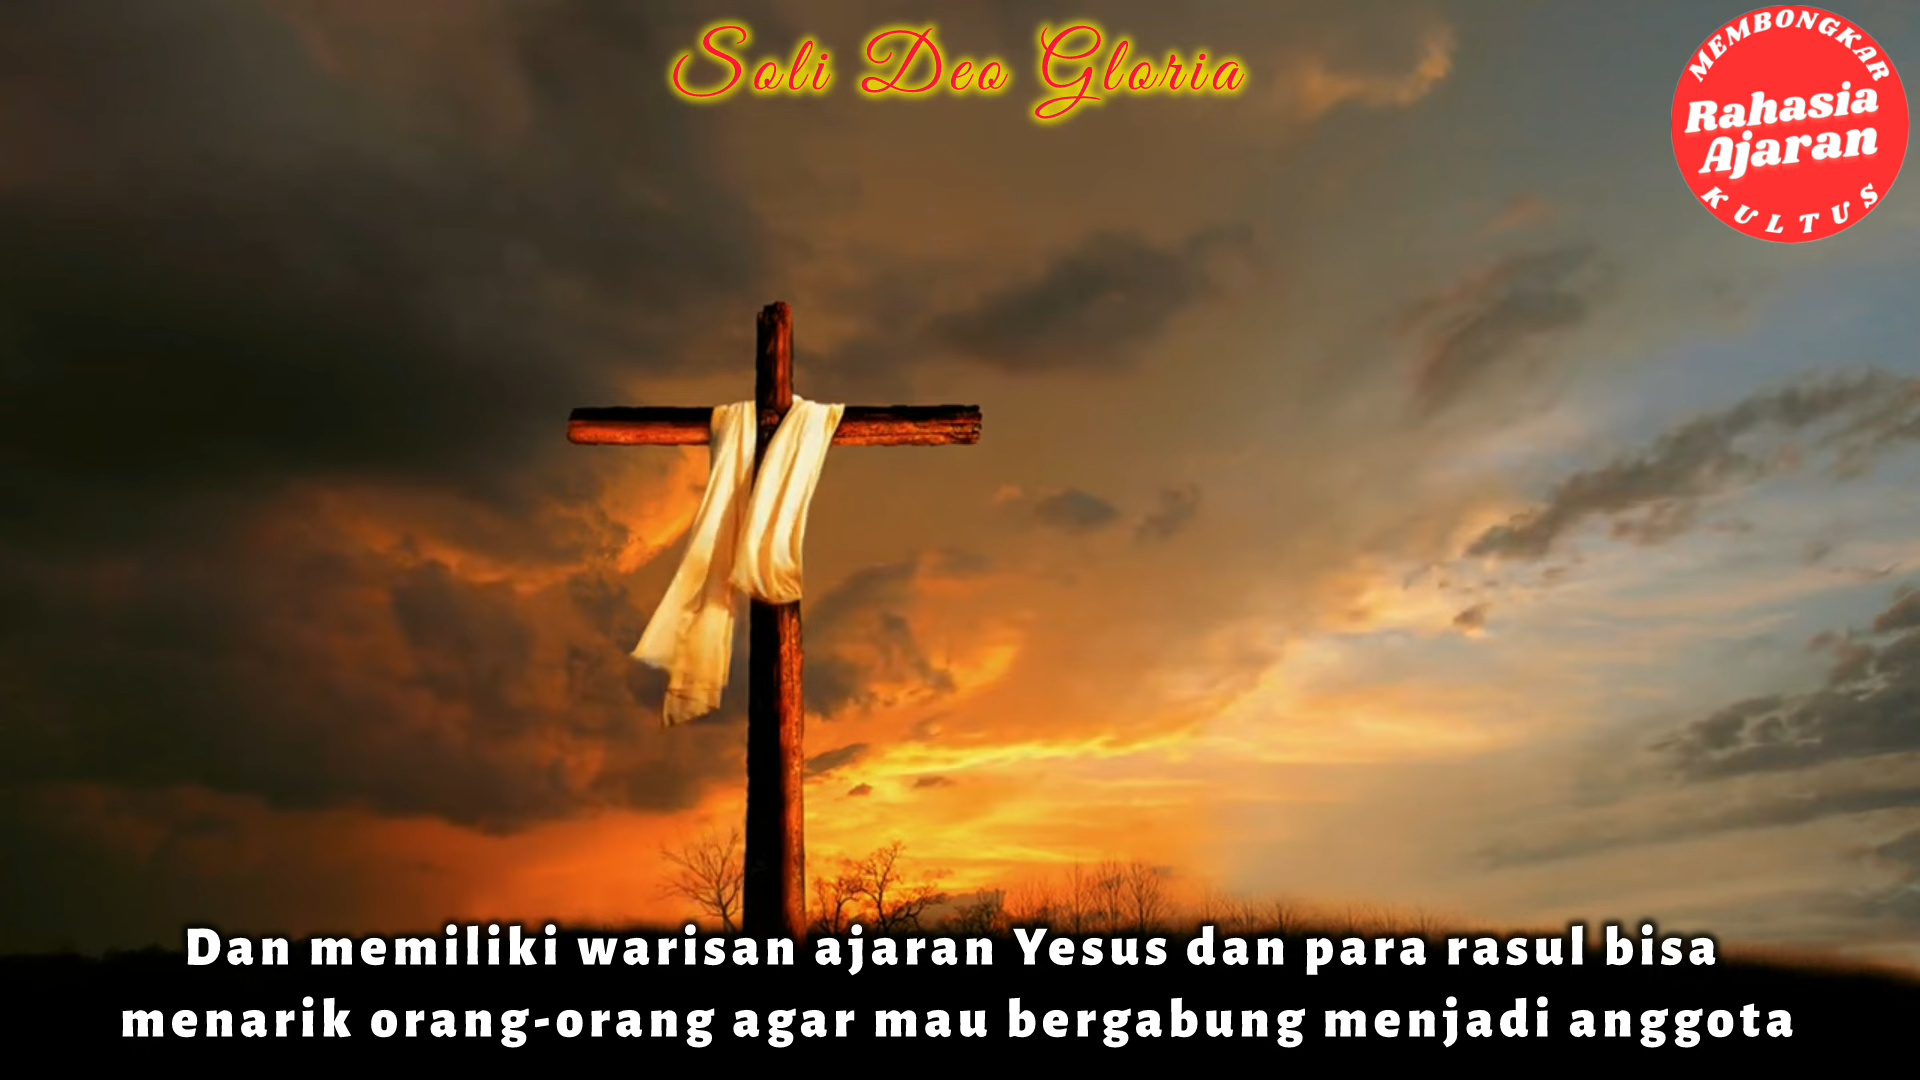 Soli Deo Gloria
MEMBONGKAR
Rahasia
Ajaran
KULTUS
Dan memiliki warisan ajaran Yesus dan para rasul bisa
menarik orang-orang agar mau bergabung menjadi anggota